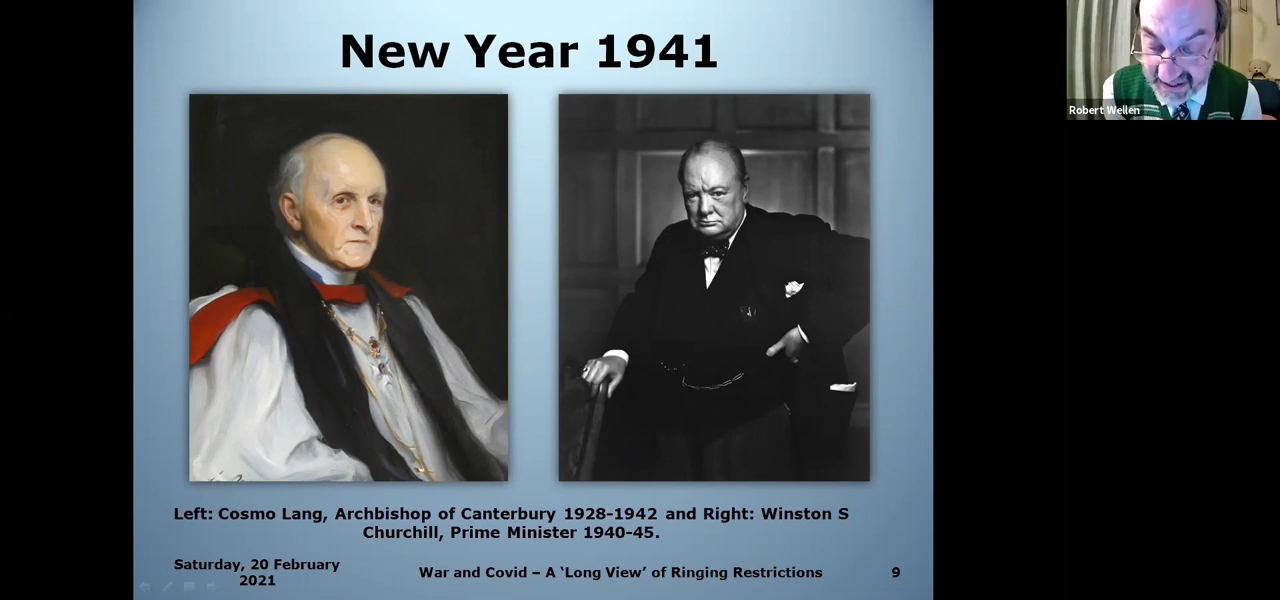 New Year 1941
Robert Wellen
Left: Cosmo Lang, Archbishop of Canterbury 1928-1942 and Right: Winston S
Churchill, Prime Minister 1940-45.
Saturday, 20 February
2021
War and Covid – A ‘Long View’ of Ringing Restrictions
9